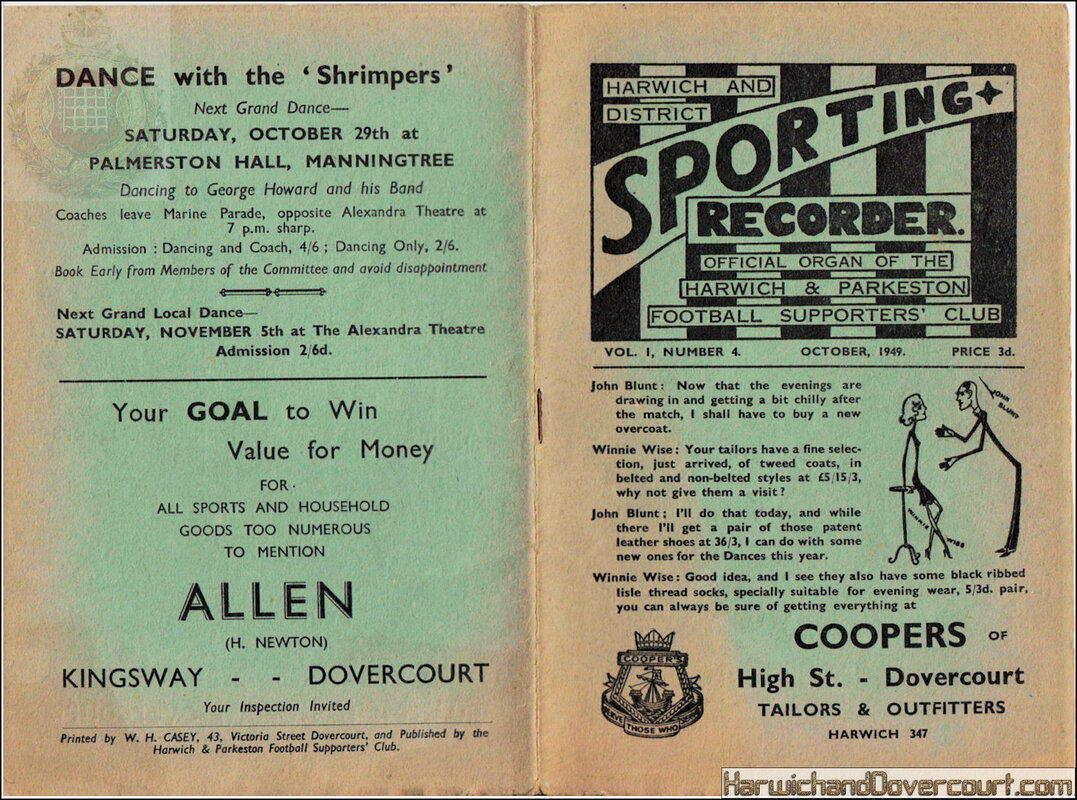 DANCE with the ‘Shrimpers’
Next Grand Dance—
SATURDAY, OCTOBER 29th at
PALMERSTON HALL, MANNINGTREE
Dancing to George Howard and his Band
Coaches leave Marine Parade, opposite Alexandra Theatre at
7 p.m. sharp.
Admission : Dancing and Coach, 4/6 ; Dancing Only, 2/6.
Book Early from Members of the Committee and avoid disappointment
Next Grand Local Dance—
SATURDAY, NOVEMBER 5th at The Alexandra Theatre
Admission 2/6d.
Your GOAL to Win
Value for Money
FOR
ALL SPORTS AND HOUSEHOLD
GOODS TOO NUMEROUS
TO MENTION
ALLEN
(H. NEWTON)
KINGSWAY - - DOVERCOURT
Your Inspection Invited
Printed by W. H. CASEY, 43, Victoria Street Dovercourt, and Published by the
Harwich & Parkeston Football Supporters’ Club.
HARWICH AND
DISTRICT
SPORTING
RECORDER.
OFFICIAL ORGAN OF THE
HARWICH & PARKESTON
FOOTBALL SUPPORTERS’ CLUB
VOL. 1, NUMBER 4. OCTOBER, 1949. PRICE 3d.
John Blunt : Now that the evenings are
drawing in and getting a bit chilly after
the match, I shall have to buy a new
overcoat.
Winnie Wise : Your tailors have a fine selec-
tion, just arrived, of tweed coats, in
belted and non-belted styles at £5/15/3,
why not give them a visit ?
John Blunt ; I’ll do that today, and while
there I’ll get a pair of those patent
leather shoes at 36/3, I can do with some
new ones for the Dances this year.
Winnie Wise : Good idea, and I see they also have some black ribbed
lisle thread socks, specially suitable for evening wear, 5/3d. pair,
you can always be sure of getting everything at
JOHN BLUNT
WINNIE WISE
COOPERS OF
High St. - Dovercourt
TAILORS & OUTFITTERS
HARWICH 347
COOPER'S
SERVE THOSE WHO SERVE
HarwichandDovercourt.com